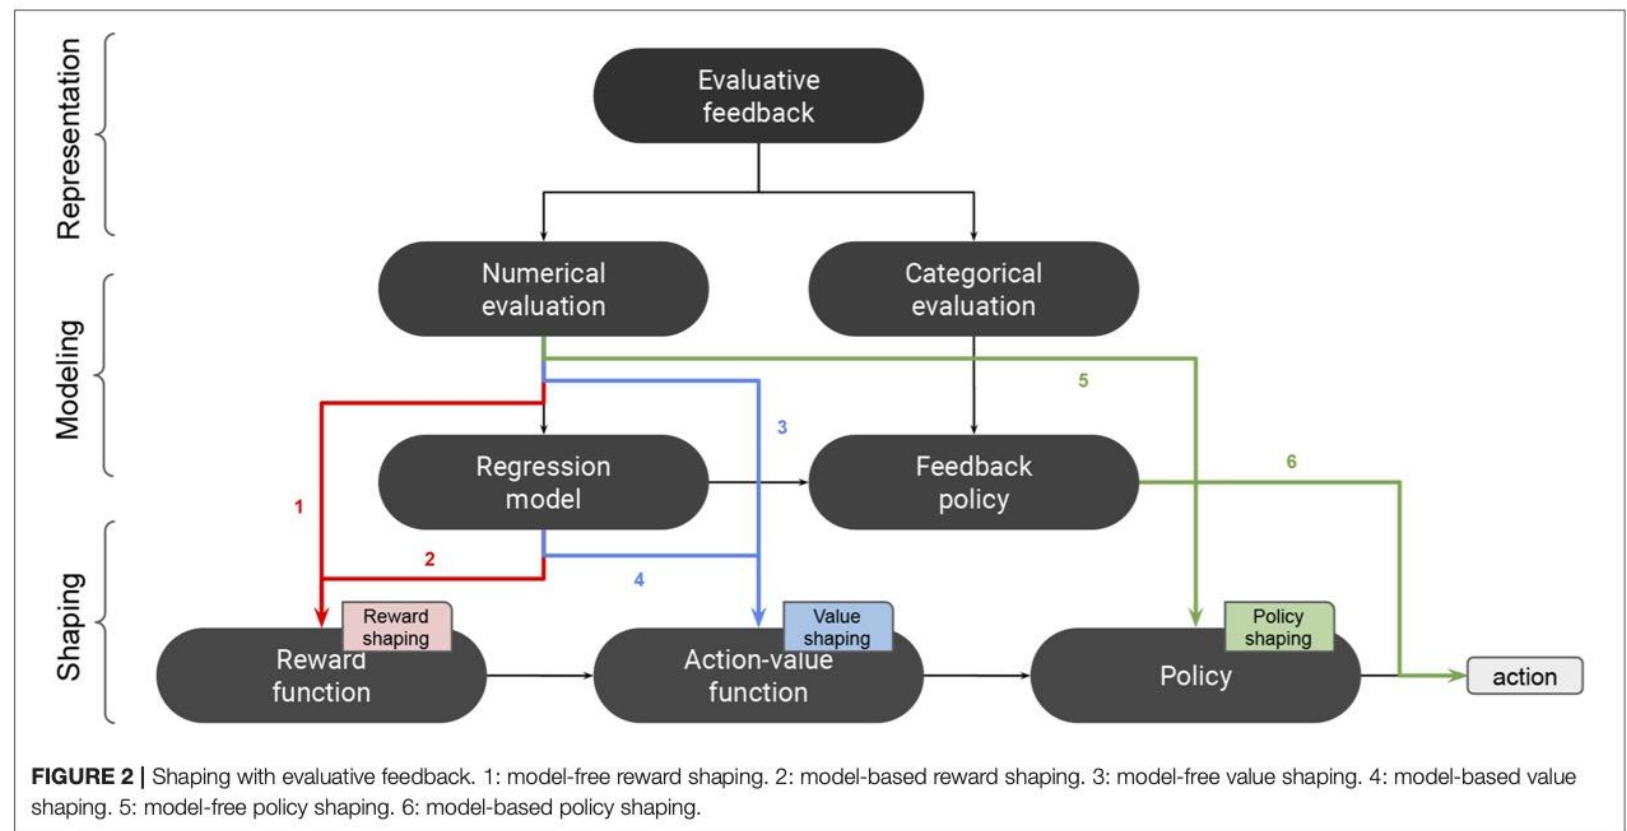 Representation
Evaluative
feedback
Numerical
evaluation
Categorical
evaluation
Modeling
5
3
Regression
model
Feedback
policy
6
1
2
4
Shaping
Reward
shaping
Value
shaping
Policy
shaping
Reward
function
Action-value
function
Policy
action
FIGURE 2 | Shaping with evaluative feedback. 1: model-free reward shaping. 2: model-based reward shaping. 3: model-free value shaping. 4: model-based value
shaping. 5: model-free policy shaping. 6: model-based policy shaping.